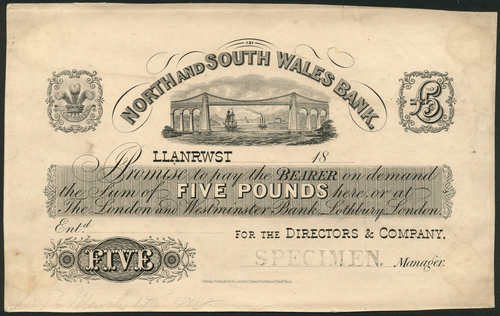 THE
NORTH AND SOUTH WALES BANK.
£5
LLANRWST 18
Promise to pay the BEARER on demand
the Sum of FIVE POUNDS here, or at
The London and Westminster Bank, Lothbury, London.
Entd
FOR THE DIRECTORS & COMPANY.
FIVE
SPECIMEN. Manager.